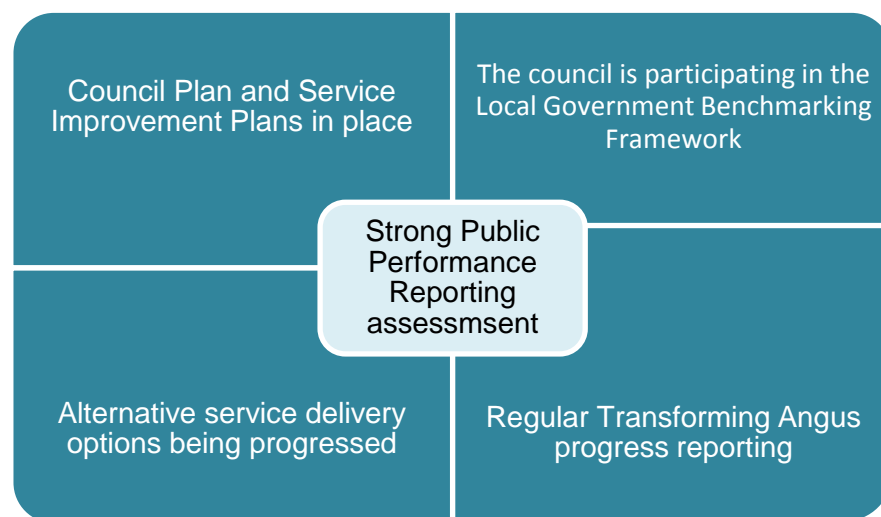 Council Plan and Service
Improvement Plans in place
The council is participating in the
Local Government Benchmarking
Framework
Strong Public
Performance
Reporting
assessmsent
Alternative service delivery
options being progressed
Regular Transforming Angus
progress reporting